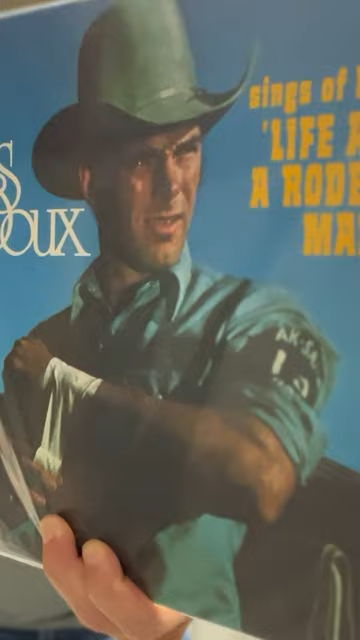 S
OUX
sings of
'LIFE A
A RODE
MA